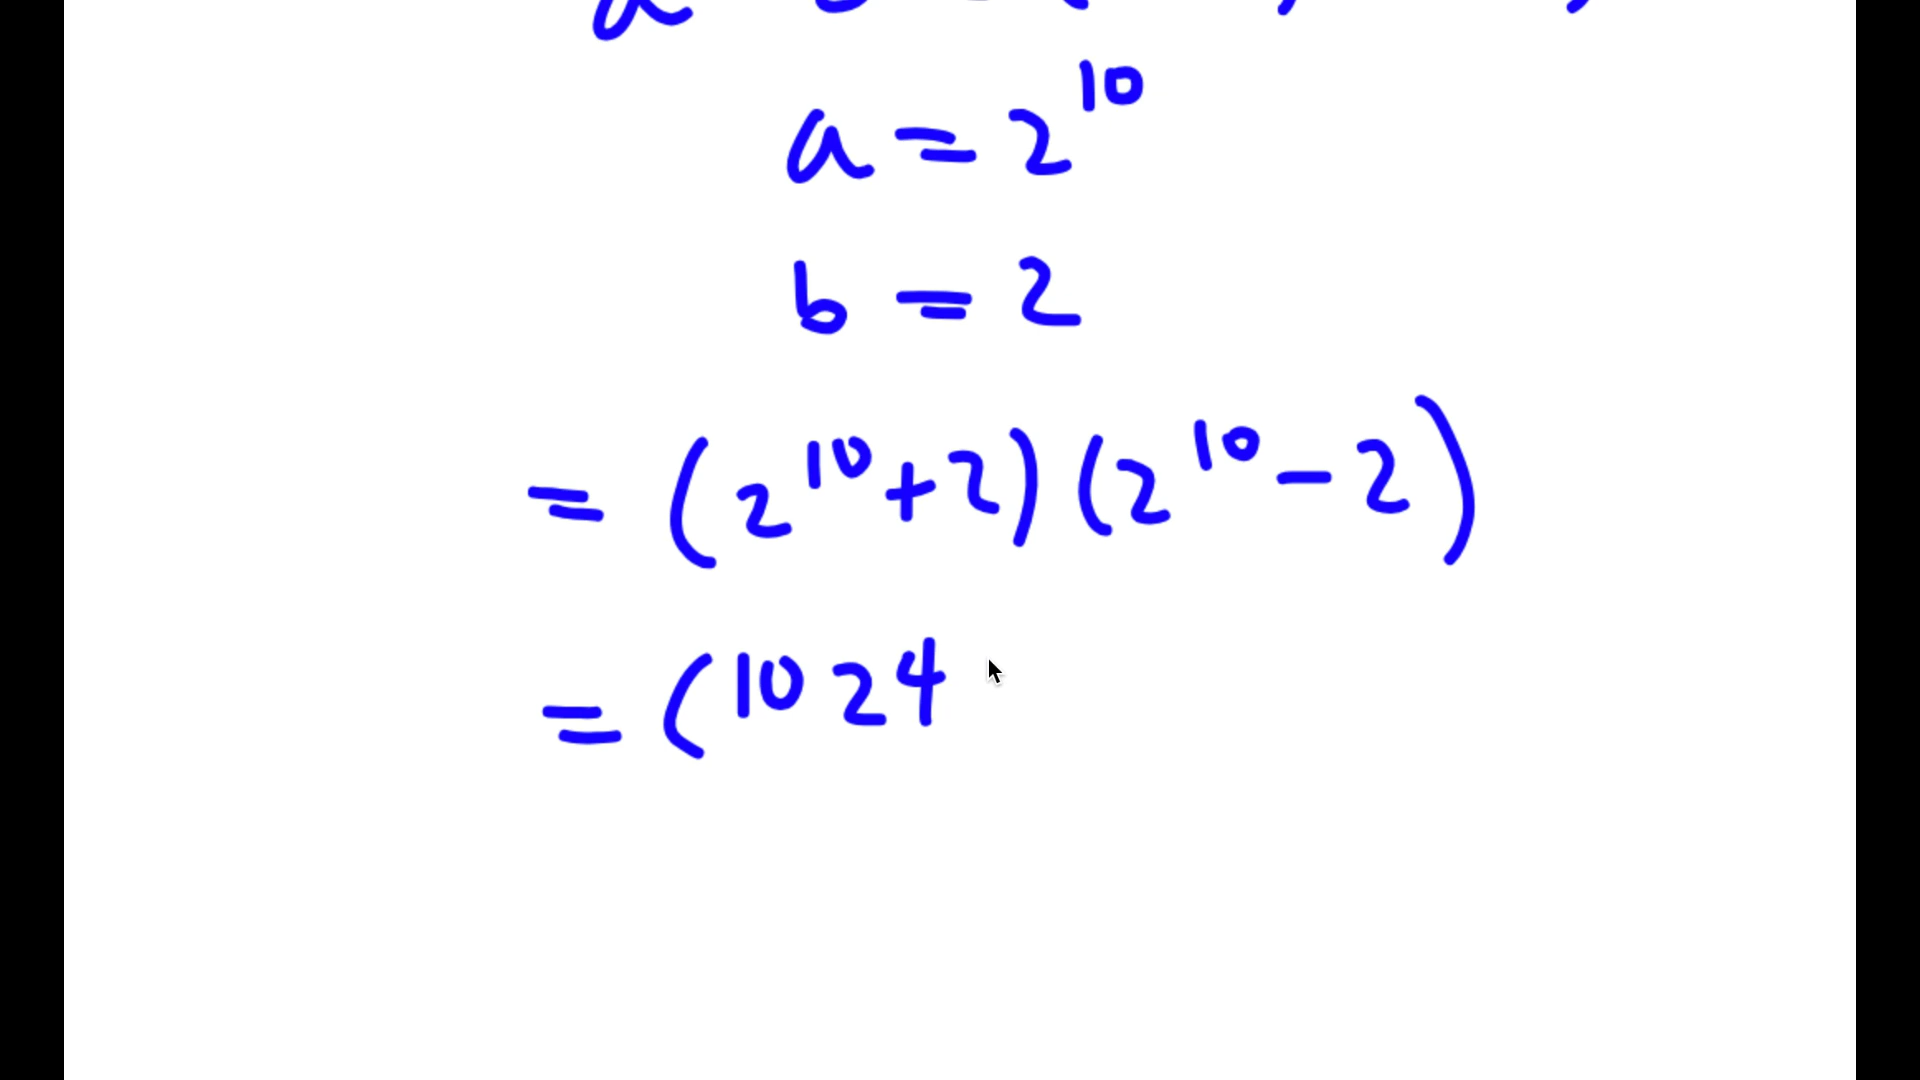 a = 2^10
b = 2
= (2^10 + 2)(2^10 - 2)
= (1024